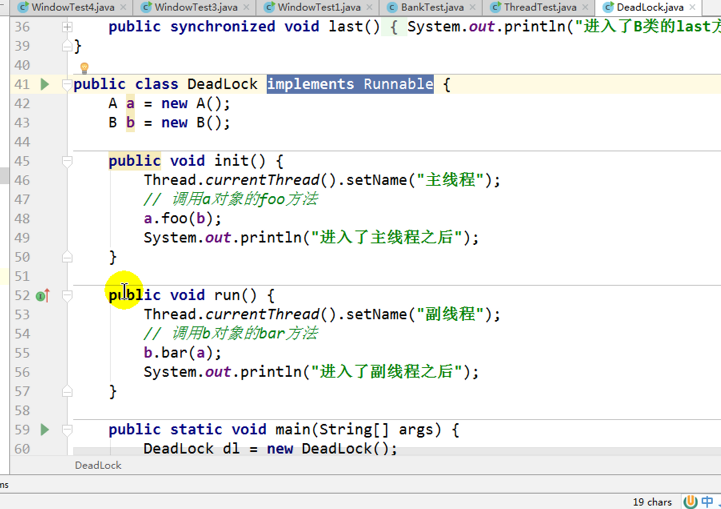 WindowTest4.java WindowTest3.java WindowTest1.java BankTest.java ThreadTest.java DeadLock.java
36 public synchronized void last() { System.out.println("进入了B类的last方
39 }
40
41 public class DeadLock implements Runnable {
42 A a = new A();
43 B b = new B();
44
45 public void init() {
46 Thread.currentThread().setName("主线程");
47 // 调用a对象的foo方法
48 a.foo(b);
49 System.out.println("进入了主线程之后");
50 }
51
52 public void run() {
53 Thread.currentThread().setName("副线程");
54 // 调用b对象的bar方法
55 b.bar(a);
56 System.out.println("进入了副线程之后");
57 }
58
59 public static void main(String[] args) {
60 DeadLock dl = new DeadLock();
DeadLock
ms
19 chars 中